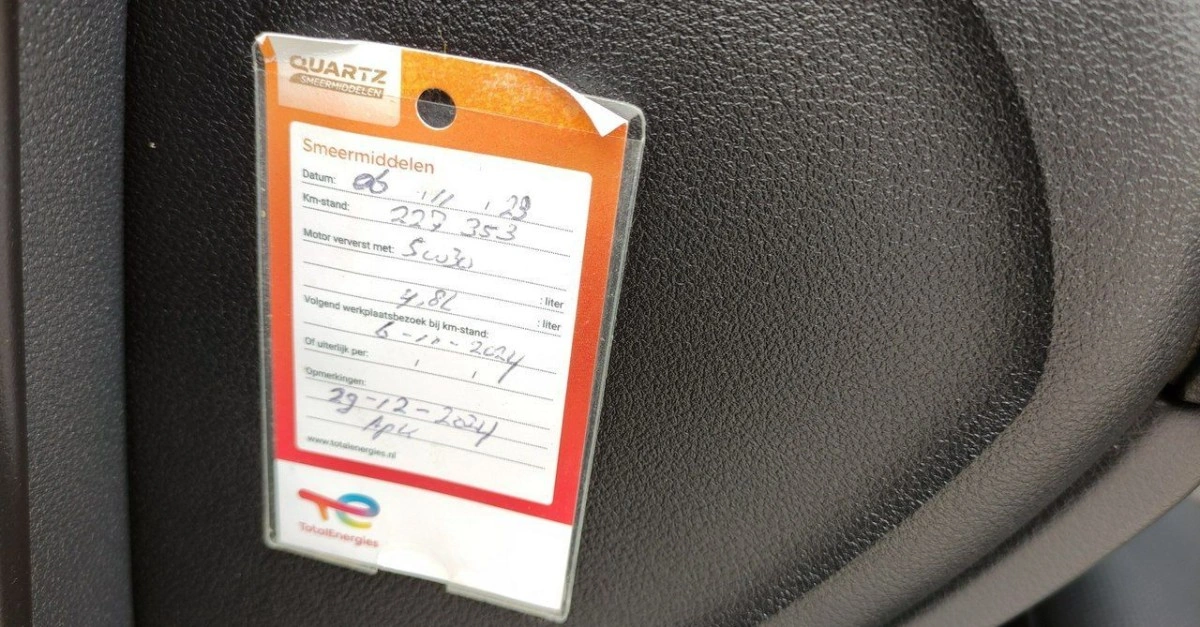 QUARTZ
SMEERMIDDELEN
Smeermiddelen
Datum: 06 11 23
Km-stand: 227 353
Motor ververst met: 5w30
: liter
4,8L : liter
Volgend werkplaatsbezoek bij km-stand:
6-11-2024
Of uiterlijk per:
Opmerkingen:
29-12-2024
Apk
www.totalenergies.nl
TotalEnergies